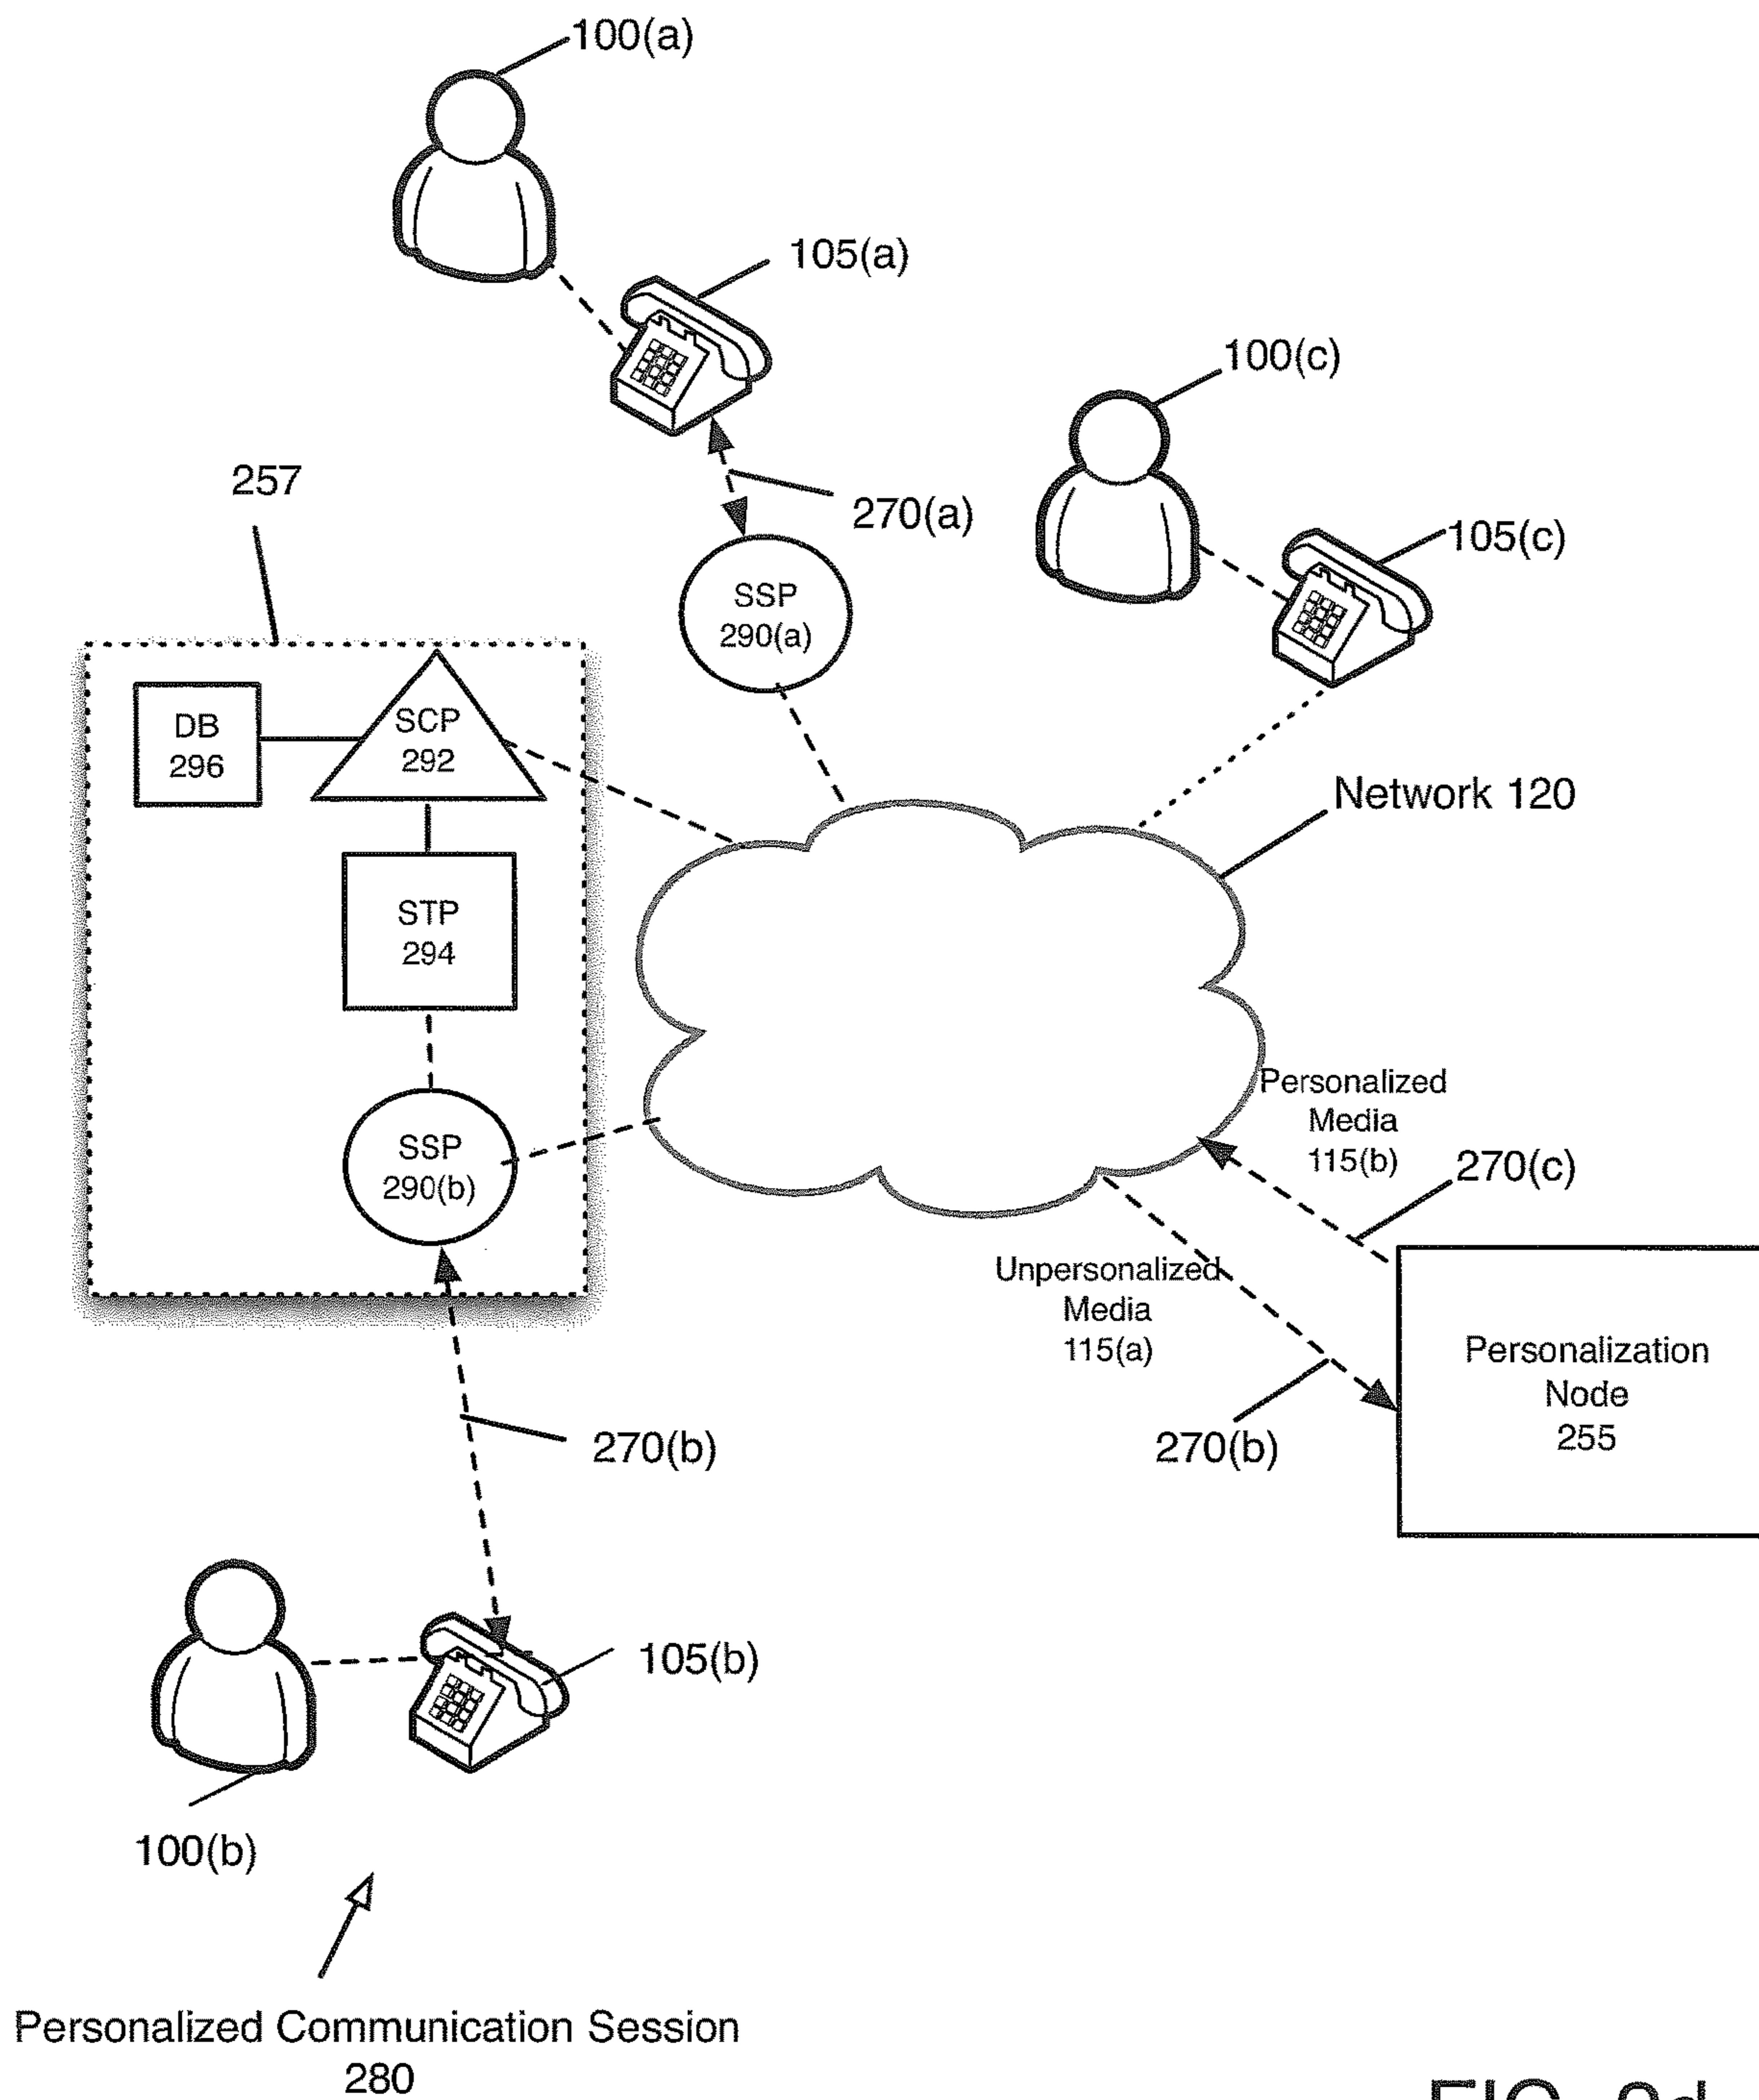 100(a)
105(a)
100(c)
257
270(a)
105(c)
SSP
290(a)
DB
296
SCP
292
Network 120
STP
294
Personalized
Media
115(b)
270(c)
SSP
290(b)
Unpersonalized
Media
115(a)
Personalization
Node
255
270(b)
270(b)
105(b)
100(b)
Personalized Communication Session
280